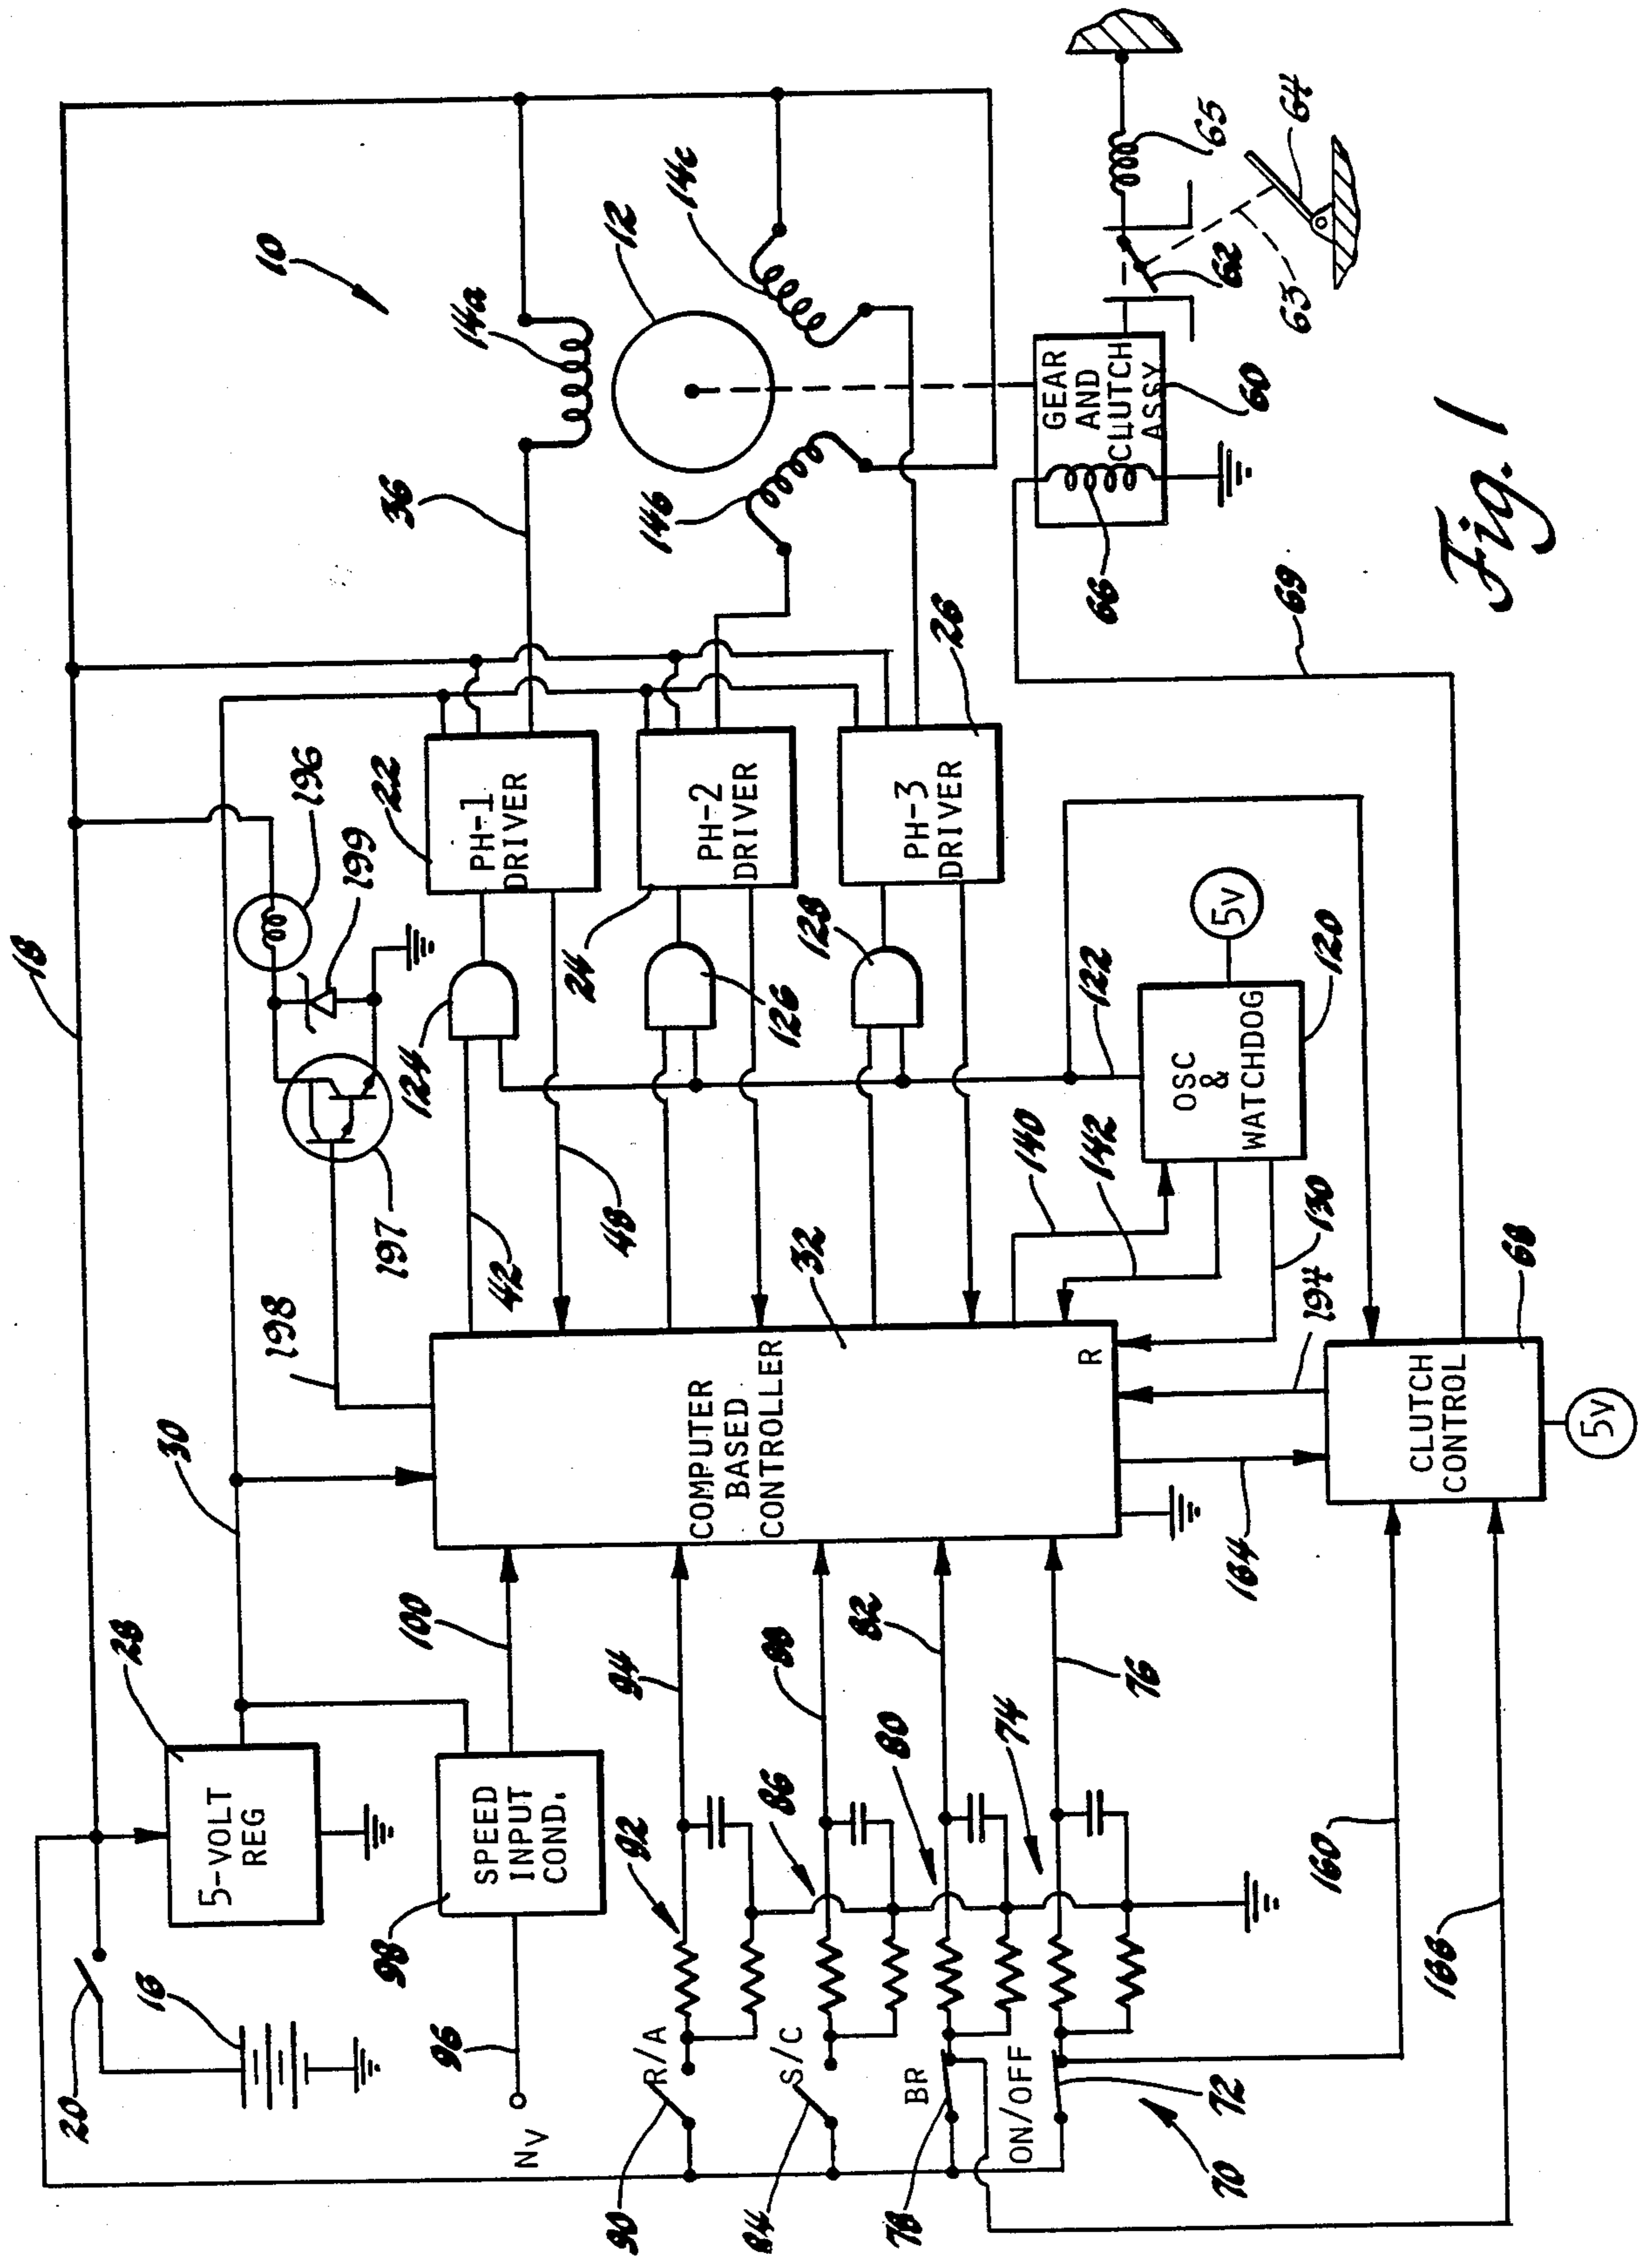 18
10
20
16
28
5-VOLT
REG
30
198
197
199
196
14a
36
12
14c
14b
96
NV
98
SPEED
INPUT
COND.
100
COMPUTER
BASED
CONTROLLER
32
R
42
48
124
22
PH-1
DRIVER
24
PH-2
DRIVER
126
128
26
PH-3
DRIVER
90
R/A
92
94
84
S/C
86
88
78
BR
80
82
70
72
ON/OFF
74
76
140
142
130
122
OSC
&
WATCHDOG
120
5v
GEAR
AND
CLUTCH
ASSY
60
66
62
63
64
65
69
160
166
164
194
CLUTCH
CONTROL
68
5v
Fig. 1